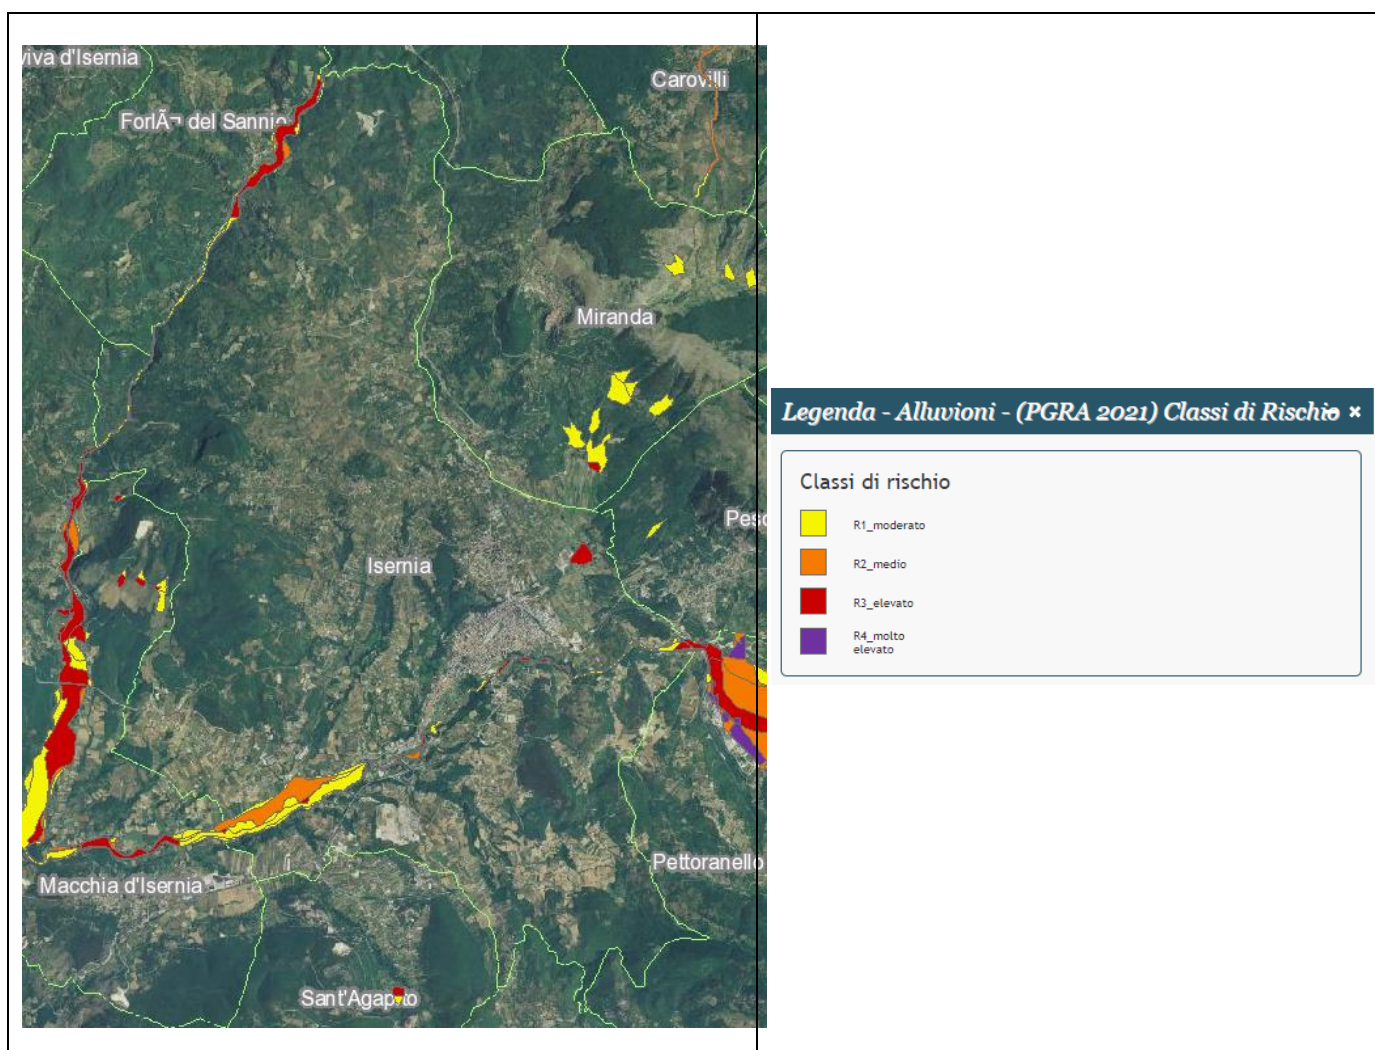 viva d'Isernia
Carovilli
ForlÃ¬ del Sannio
Miranda
Pesc
Isernia
Pettoranello
Macchia d'Isernia
Sant'Agapito
Legenda - Alluvioni - (PGRA 2021) Classi di Rischio
Classi di rischio
R1_moderato
R2_medio
R3_elevato
R4_molto
elevato